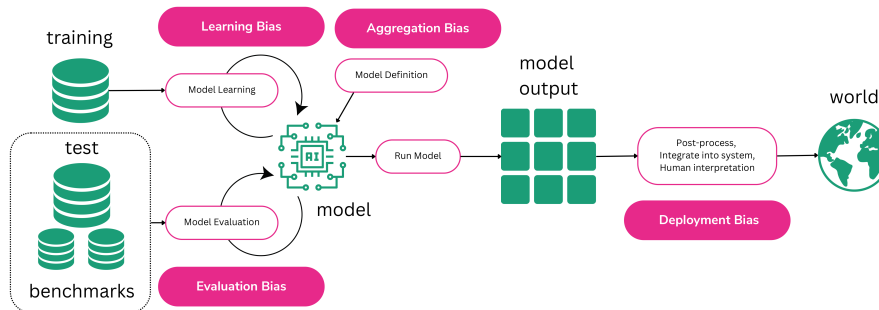 Learning Bias
Aggregation Bias
training
Model Learning
Model Definition
AI
model
Run Model
model
output
Post-process,
Integrate into system,
Human interpretation
world
Deployment Bias
test
benchmarks
Model Evaluation
Evaluation Bias